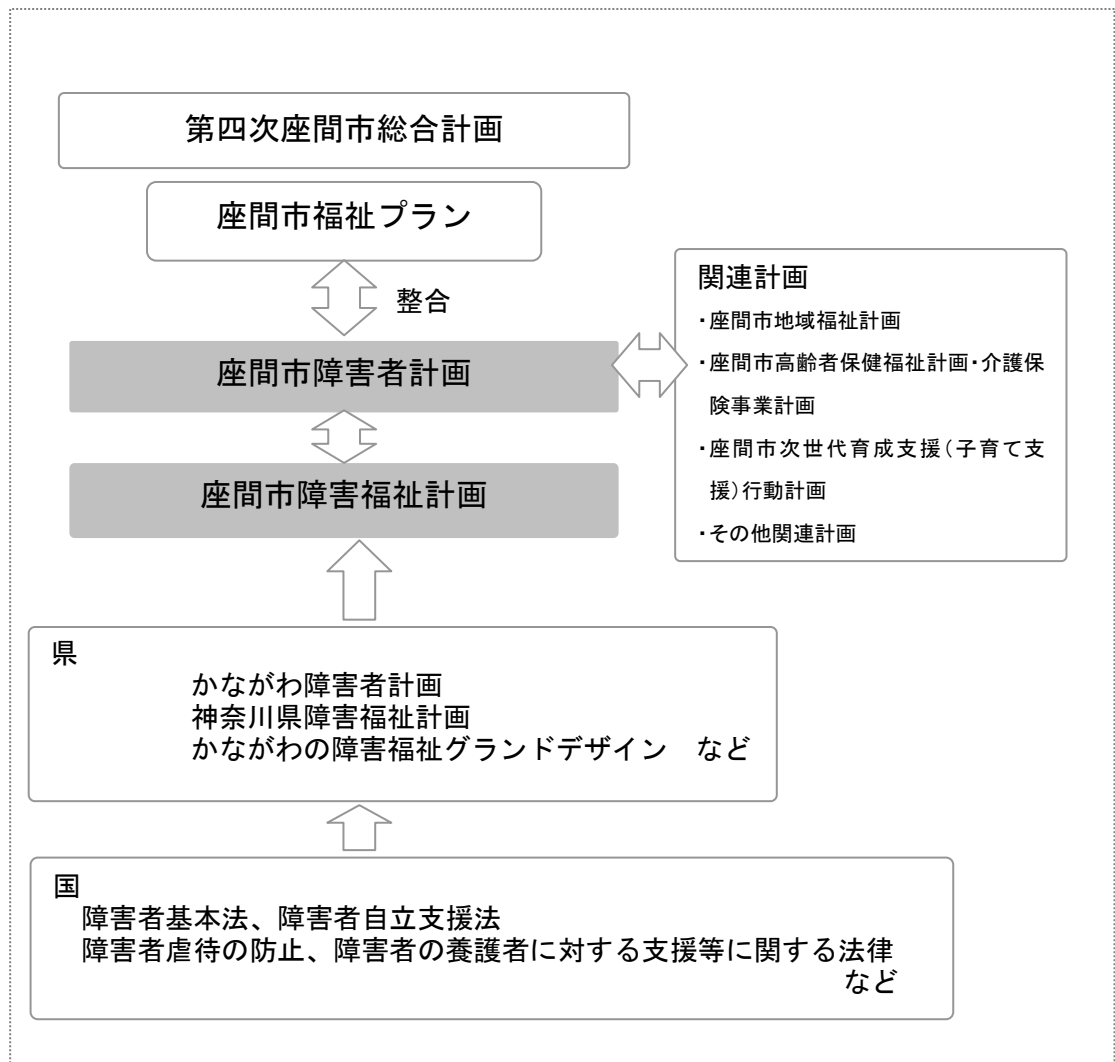 第四次座間市総合計画
座間市福祉プラン
整合
座間市障害者計画
座間市障害福祉計画
関連計画
・座間市地域福祉計画
・座間市高齢者保健福祉計画・介護保
険事業計画
・座間市次世代育成支援（子育て支
援）行動計画
・その他関連計画
県
かながわ障害者計画
神奈川県障害福祉計画
かながわの障害福祉グランドデザイン　など
国
障害者基本法、障害者自立支援法
障害者虐待の防止、障害者の養護者に対する支援等に関する法律
など